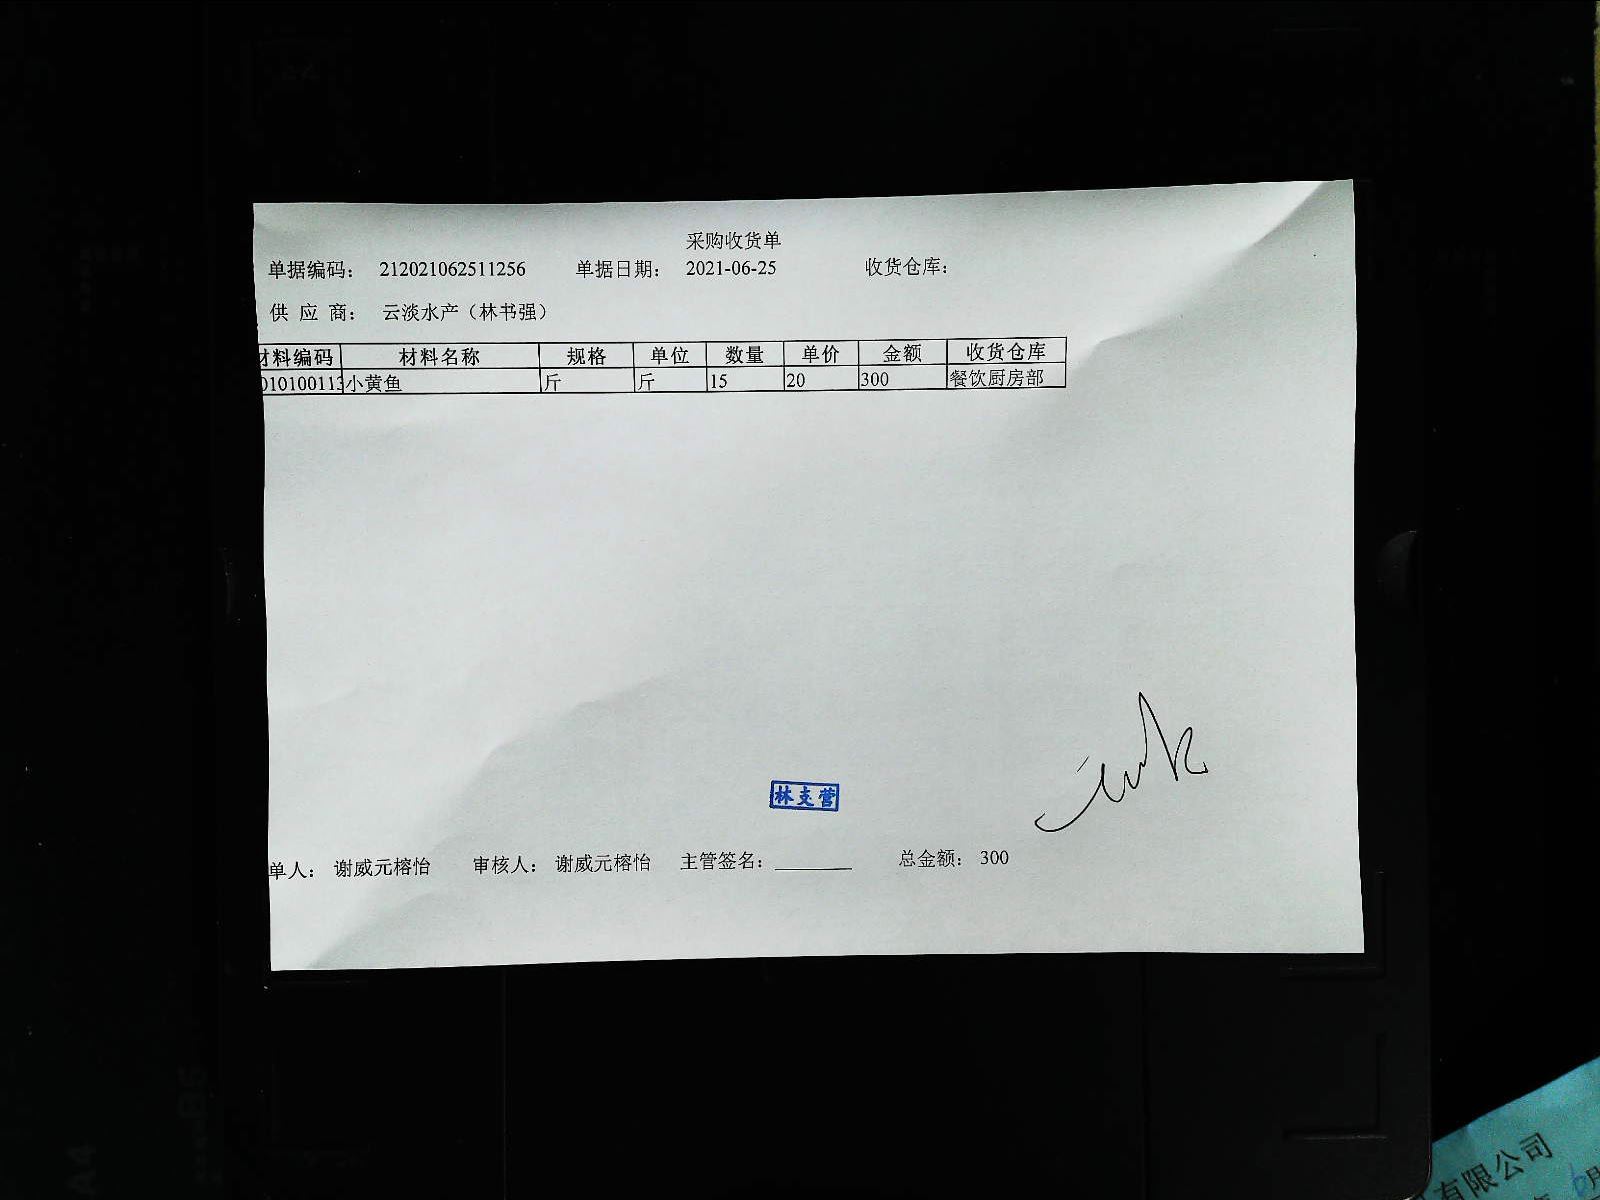 采购收货单
单据编码： 212021062511256 单据日期： 2021-06-25 收货仓库：
供 应 商： 云淡水产（林书强）
材料编码 材料名称 规格 单位 数量 单价 金额 收货仓库
010100113 小黄鱼 斤 斤 15 20 300 餐饮厨房部
林支营
单人： 谢威元榕怡 审核人： 谢威元榕怡 主管签名： 总金额： 300
有限公司
A4
B5